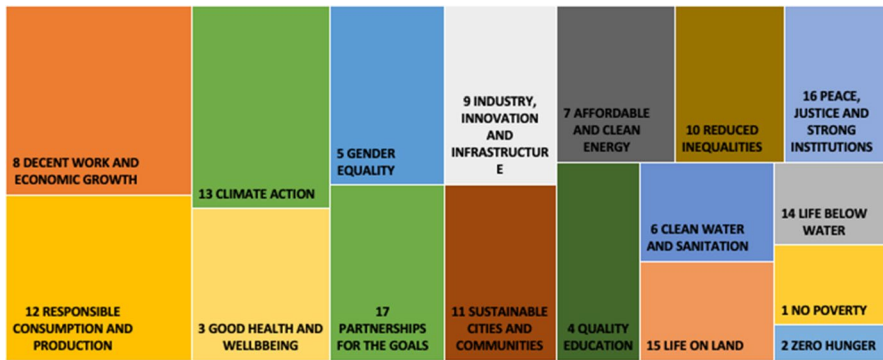 8 DECENT WORK AND
ECONOMIC GROWTH
12 RESPONSIBLE
CONSUMPTION AND
PRODUCTION
13 CLIMATE ACTION
3 GOOD HEALTH AND
WELLBBEING
5 GENDER
EQUALITY
17
PARTNERSHIPS
FOR THE GOALS
9 INDUSTRY,
INNOVATION
AND
INFRASTRUCTUR
E
11 SUSTAINABLE
CITIES AND
COMMUNITIES
7 AFFORDABLE
AND CLEAN
ENERGY
10 REDUCED
INEQUALITIES
16 PEACE,
JUSTICE AND
STRONG
INSTITUTIONS
4 QUALITY
EDUCATION
6 CLEAN WATER
AND SANITATION
15 LIFE ON LAND
14 LIFE BELOW
WATER
1 NO POVERTY
2 ZERO HUNGER